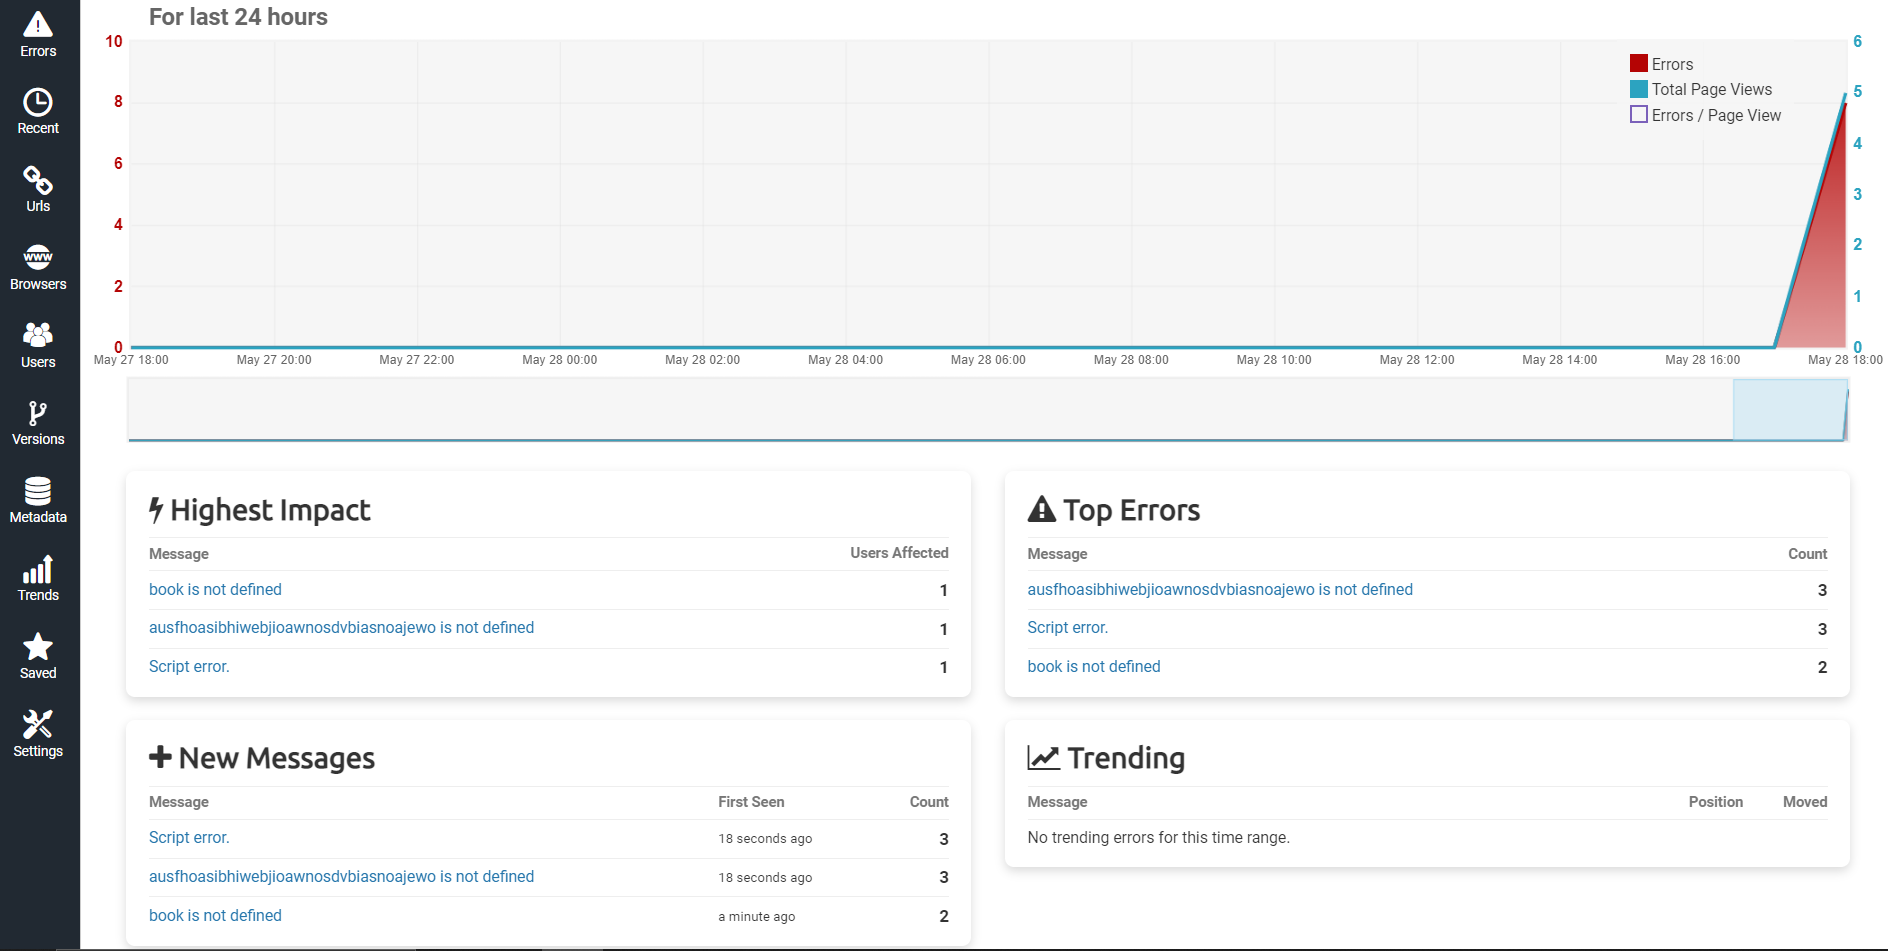 Errors
Recent
Urls
www
Browsers
Users
Versions
Metadata
Trends
Saved
Settings
For last 24 hours
10
8
6
4
2
0
6
5
4
3
2
1
0
Errors
Total Page Views
Errors / Page View
May 27 18:00 May 27 20:00 May 27 22:00 May 28 00:00 May 28 02:00 May 28 04:00 May 28 06:00 May 28 08:00 May 28 10:00 May 28 12:00 May 28 14:00 May 28 16:00 May 28 18:00
Highest Impact
Message Users Affected
book is not defined 1
ausfhoasibhiwebjioawnosdvbiasnoajewo is not defined 1
Script error. 1
Top Errors
Message Count
ausfhoasibhiwebjioawnosdvbiasnoajewo is not defined 3
Script error. 3
book is not defined 2
New Messages
Message First Seen Count
Script error. 18 seconds ago 3
ausfhoasibhiwebjioawnosdvbiasnoajewo is not defined 18 seconds ago 3
book is not defined a minute ago 2
Trending
Message Position Moved
No trending errors for this time range.